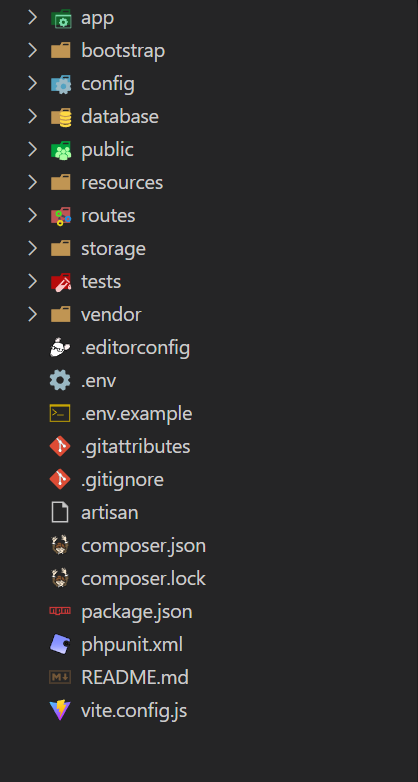 app
bootstrap
config
database
public
resources
routes
storage
tests
vendor
.editorconfig
.env
.env.example
.gitattributes
.gitignore
artisan
composer.json
composer.lock
package.json
phpunit.xml
README.md
vite.config.js